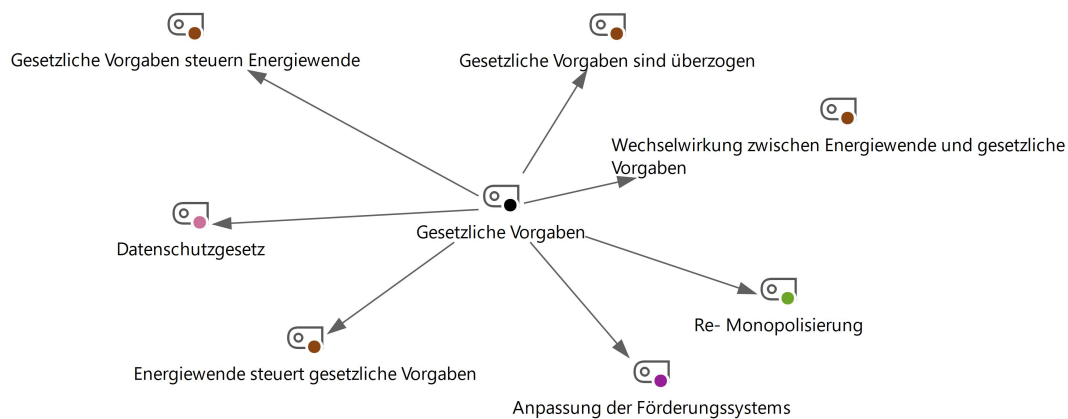 Gesetzliche Vorgaben steuern Energiewende
Gesetzliche Vorgaben sind überzogen
Wechselwirkung zwischen Energiewende und gesetzliche
Vorgaben
Gesetzliche Vorgaben
Datenschutzgesetz
Re- Monopolisierung
Energiewende steuert gesetzliche Vorgaben
Anpassung der Förderungssystems